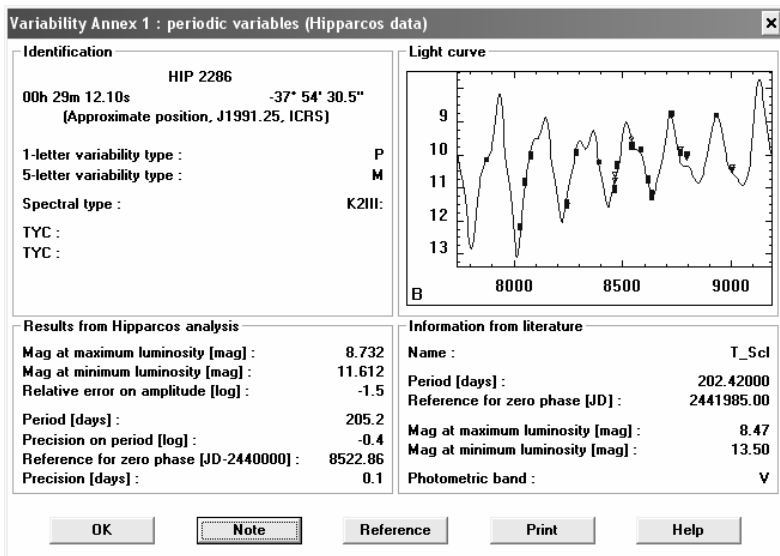 Variability Annex 1 : periodic variables (Hipparcos data)
Identification
HIP 2286
00h 29m 12.10s -37° 54' 30.5"
(Approximate position, J1991.25, ICRS)
1-letter variability type : P
5-letter variability type : M
Spectral type : K2III:
TYC :
TYC :
Light curve
9
10
11
12
13
B
8000 8500 9000
Results from Hipparcos analysis
Mag at maximum luminosity [mag] : 8.732
Mag at minimum luminosity [mag] : 11.612
Relative error on amplitude [log] : -1.5
Period [days] : 205.2
Precision on period [log] : -0.4
Reference for zero phase [JD-2440000] : 8522.86
Precision [days] : 0.1
Information from literature
Name : T_Scl
Period [days] : 202.42000
Reference for zero phase [JD] : 2441985.00
Mag at maximum luminosity [mag] : 8.47
Mag at minimum luminosity [mag] : 13.50
Photometric band : V
OK Note Reference Print Help